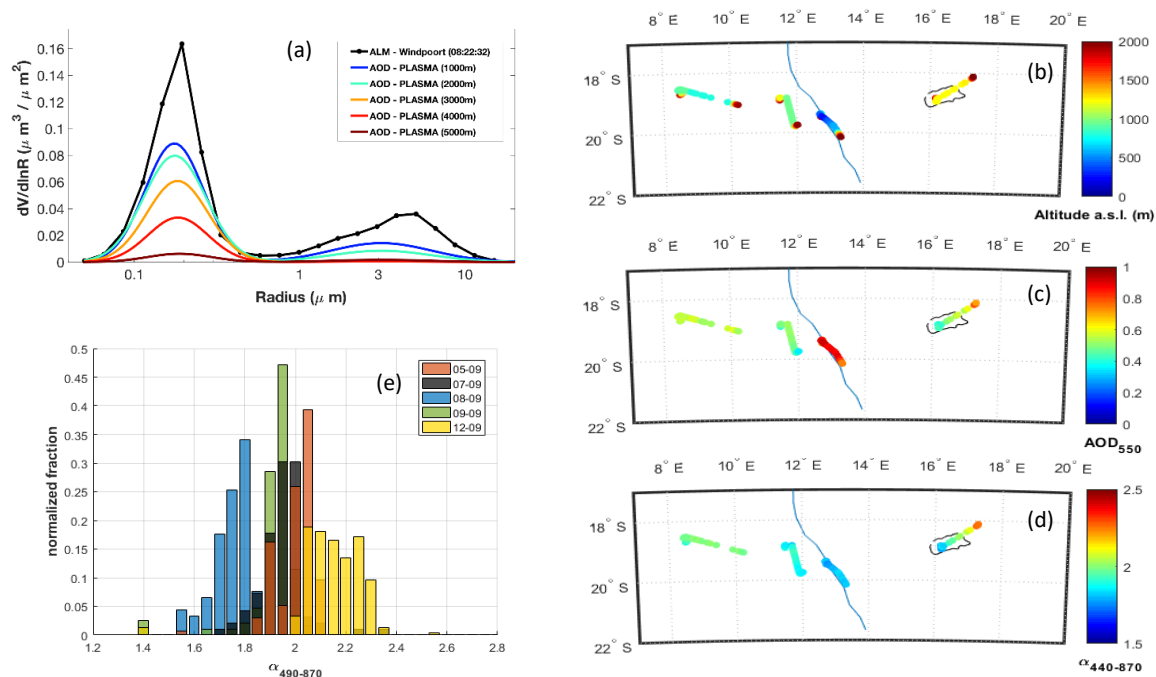 (a)
0.16
0.14
0.12
0.10
0.08
0.06
0.04
0.02
0
dV/dlnR (μ m³ / μ m²)
ALM - Windpoort (08:22:32)
AOD - PLASMA (1000m)
AOD - PLASMA (2000m)
AOD - PLASMA (3000m)
AOD - PLASMA (4000m)
AOD - PLASMA (5000m)
0.1 1 3 10
Radius (μ m)
8° E 10° E 12° E 14° E 16° E 18° E 20° E
18° S
20° S
22° S
(b)
2000
1500
1000
500
0
Altitude a.s.l. (m)
8° E 10° E 12° E 14° E 16° E 18° E 20° E
18° S
20° S
22° S
(c)
1
0.8
0.6
0.4
0.2
0
AOD₅₅₀
8° E 10° E 12° E 14° E 16° E 18° E 20° E
18° S
20° S
22° S
(d)
2.5
2
1.5
α₄₄₀₋₈₇₀
(e)
0.5
0.45
0.4
0.35
0.3
0.25
0.2
0.15
0.1
0.05
0
normalized fraction
05-09
07-09
08-09
09-09
12-09
1.2 1.4 1.6 1.8 2 2.2 2.4 2.6 2.8
α₄₉₀₋₈₇₀